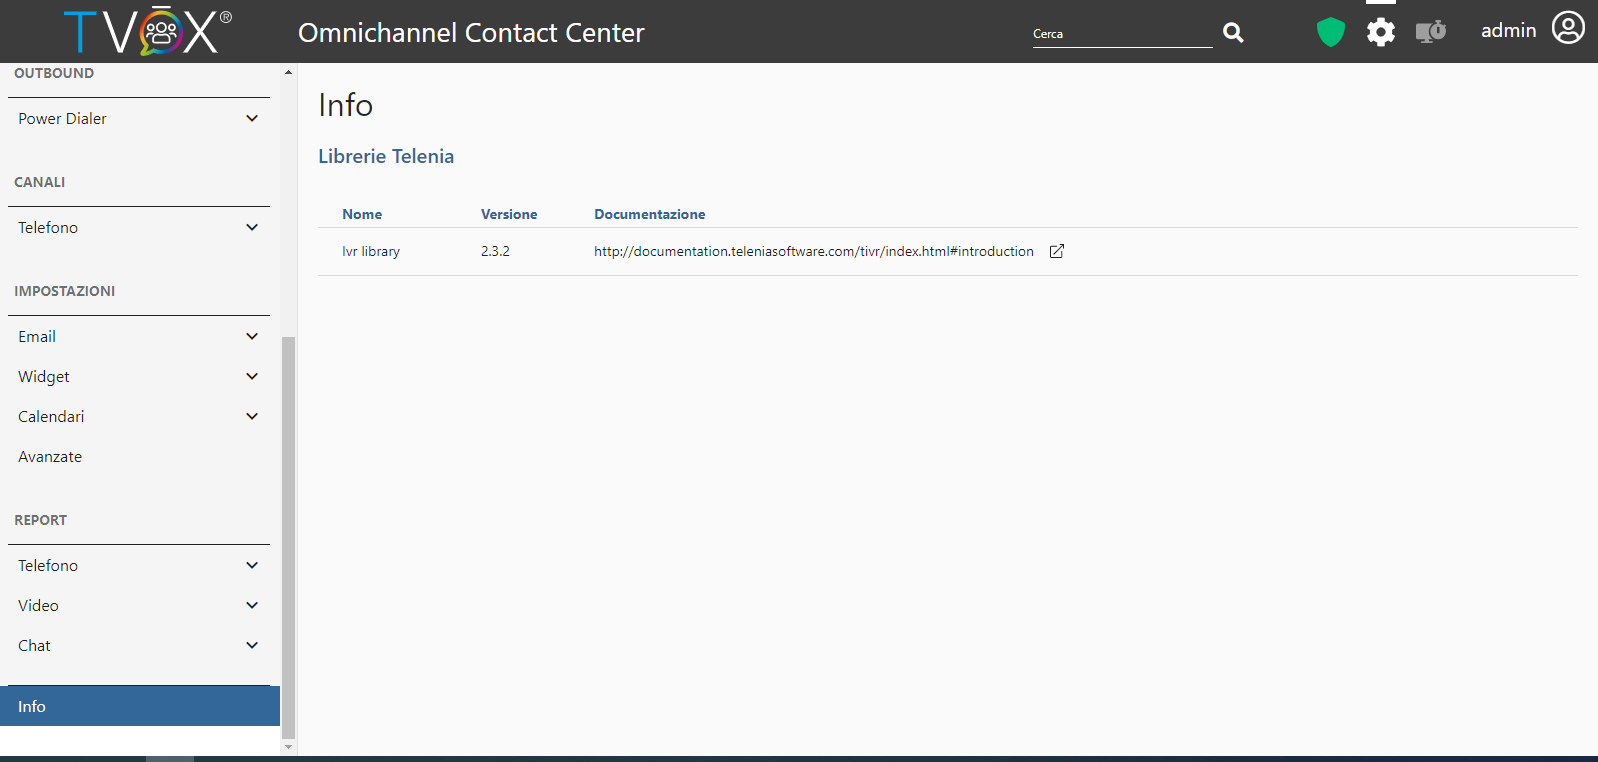 TVOX®
Omnichannel Contact Center
Cerca
admin
OUTBOUND
Power Dialer
CANALI
Telefono
IMPOSTAZIONI
Email
Widget
Calendari
Avanzate
REPORT
Telefono
Video
Chat
Info
Info
Librerie Telenia
Nome Versione Documentazione
Ivr library 2.3.2 http://documentation.teleniasoftware.com/tivr/index.html#introduction